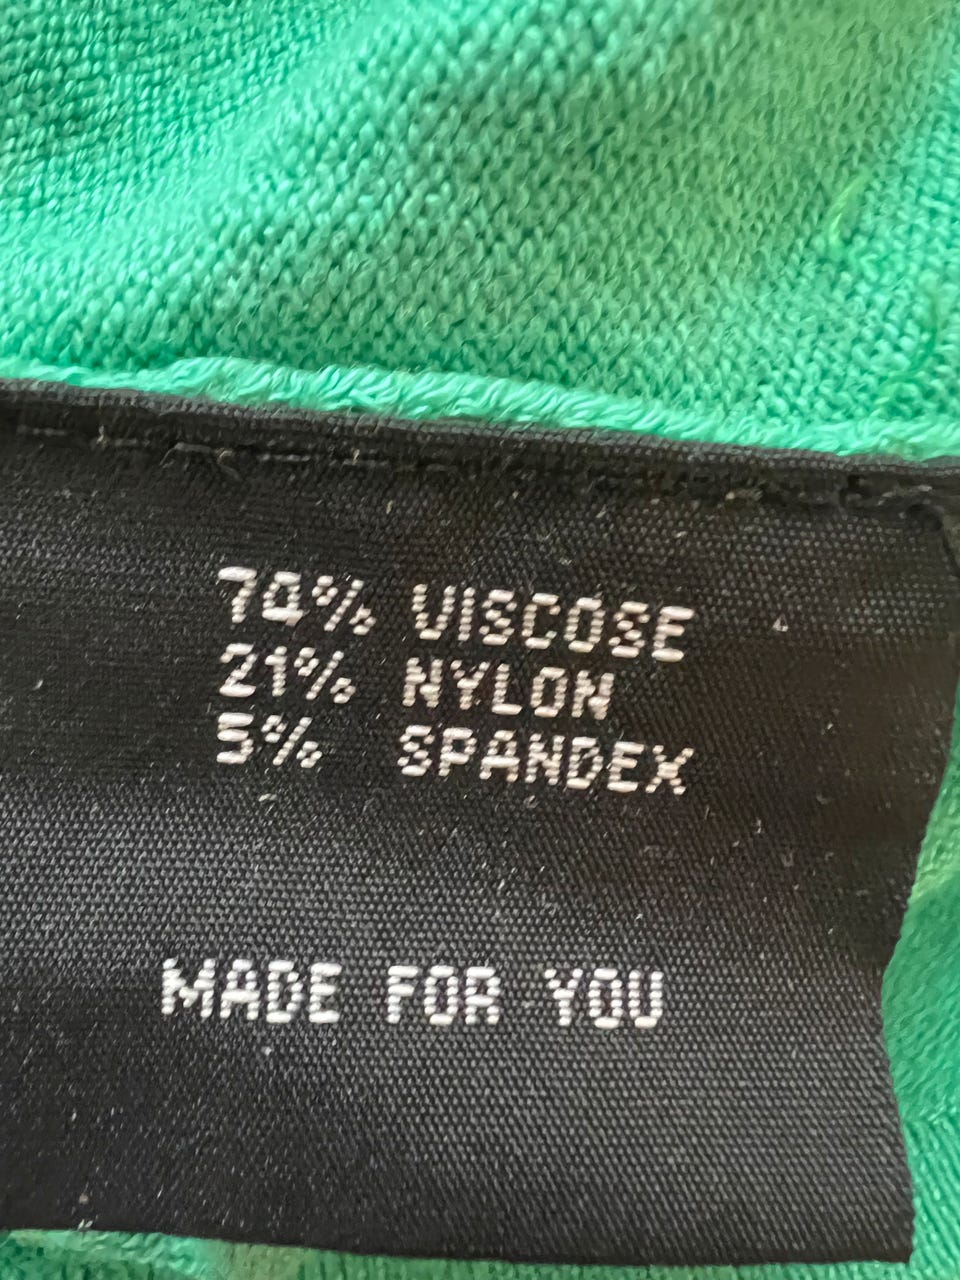 74% VISCOSE
21% NYLON
5% SPANDEX
MADE FOR YOU